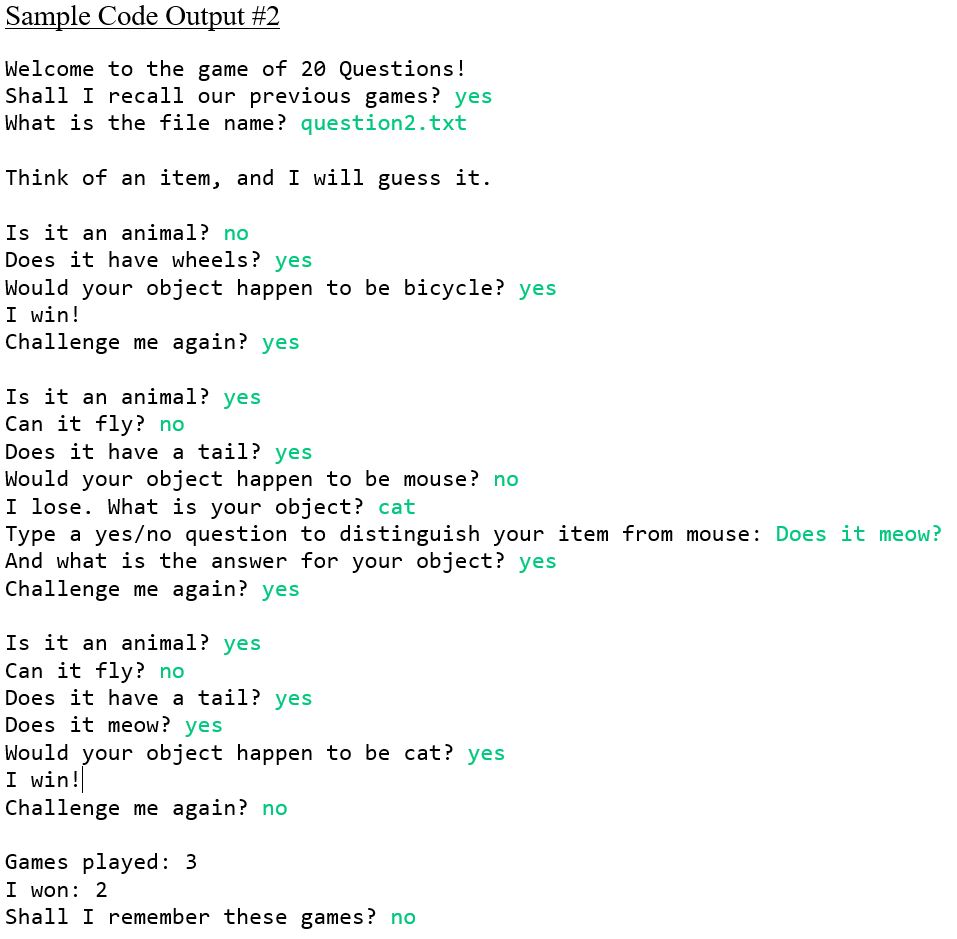 Sample Code Output #2
Welcome to the game of 20 Questions!
Shall I recall our previous games? yes
What is the file name? question2.txt
Think of an item, and I will guess it.
Is it an animal? no
Does it have wheels? yes
Would your object happen to be bicycle? yes
I win!
Challenge me again? yes
Is it an animal? yes
Can it fly? no
Does it have a tail? yes
Would your object happen to be mouse? no
I lose. What is your object? cat
Type a yes/no question to distinguish your item from mouse: Does it meow?
And what is the answer for your object? yes
Challenge me again? yes
Is it an animal? yes
Can it fly? no
Does it have a tail? yes
Does it meow? yes
Would your object happen to be cat? yes
I win!
Challenge me again? no
Games played: 3
I won: 2
Shall I remember these games? no